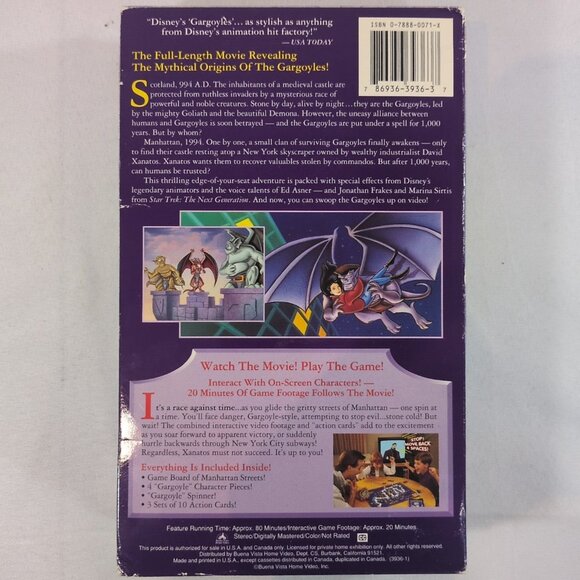 "Disney's 'Gargoyles'... as stylish as anything
from Disney's animation hit factory!"
— USA TODAY
ISBN 0-7888-0071-X
7 86936-3936-3 7
The Full-Length Movie Revealing
The Mythical Origins Of The Gargoyles!
Scotland, 994 A.D. The inhabitants of a medieval castle are
protected from ruthless invaders by a mysterious race of
powerful and noble creatures. Stone by day, alive by night...they are the Gargoyles, led
by the mighty Goliath and the beautiful Demona. However, the uneasy alliance between
humans and Gargoyles is soon betrayed — and the Gargoyles are put under a spell for 1,000
years. But by whom?
Manhattan, 1994. One by one, a small clan of surviving Gargoyles finally awakens — only
to find their castle resting atop a New York skyscraper owned by wealthy industrialist David
Xanatos. Xanatos wants them to recover valuables stolen by commandos. But after 1,000 years,
can humans be trusted?
This thrilling edge-of-your-seat adventure is packed with special effects from Disney's
legendary animators and the voice talents of Ed Asner — and Jonathan Frakes and Marina Sirtis
from Star Trek: The Next Generation. And now, you can swoop the Gargoyles up on video!
Watch The Movie! Play The Game!
Interact With On-Screen Characters! —
20 Minutes Of Game Footage Follows The Movie!
It's a race against time...as you glide the gritty streets of Manhattan — one spin at
a time. You'll face danger, Gargoyle-style, attempting to stop evil...stone cold! But
wait! The combined interactive video footage and "action cards" add to the excitement
as you soar forward to apparent victory, or suddenly
hurtle backwards through New York City subways!
Regardless, Xanatos must not succeed. It's up to you!
STOP!
MOVE BACK
4 SPACES!
Everything Is Included Inside!
• Game Board of Manhattan Streets!
• 4 "Gargoyle" Character Pieces!
• "Gargoyle" Spinner!
• 3 Sets of 10 Action Cards!
Feature Running Time: Approx. 80 Minutes/Interactive Game Footage: Approx. 20 Minutes.
Stereo/Digitally Mastered/Color/Not Rated
This product is authorized for sale in U.S.A. and Canada only. Licensed for private home exhibition only. All other rights reserved.
Distributed by Buena Vista Home Video, Dept. CS, Burbank, California 91521.
Printed and made in U.S.A., except cassettes distributed in Canada, duplicated in Canada. (3936-1)
©Buena Vista Home Video, Inc.